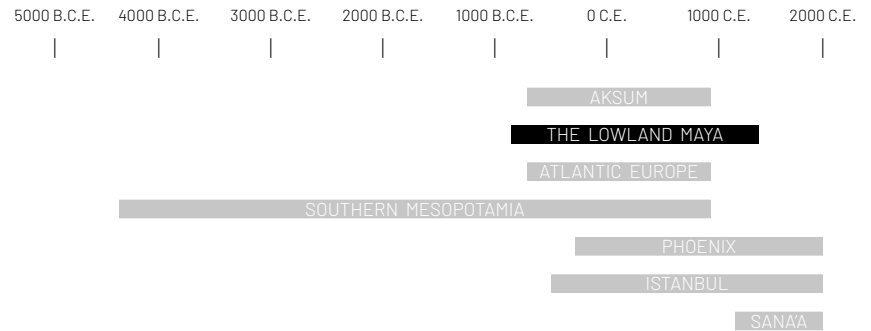 5000 B.C.E. 4000 B.C.E. 3000 B.C.E. 2000 B.C.E. 1000 B.C.E. 0 C.E. 1000 C.E. 2000 C.E.
AKSUM
THE LOWLAND MAYA
ATLANTIC EUROPE
SOUTHERN MESOPOTAMIA
PHOENIX
ISTANBUL
SANA'A